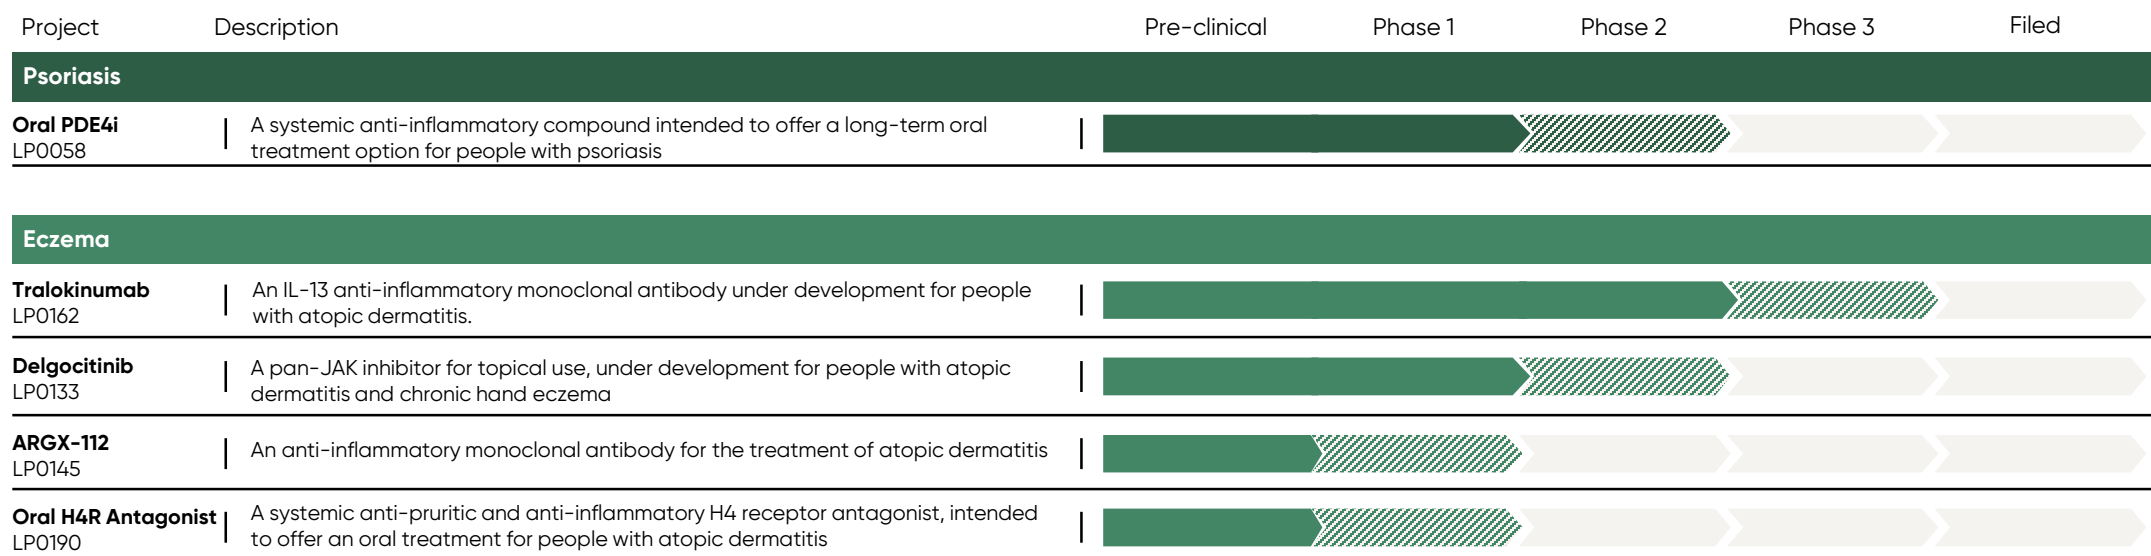 Project Description Pre-clinical Phase 1 Phase 2 Phase 3 Filed
Psoriasis
Oral PDE4i
LP0058
A systemic anti-inflammatory compound intended to offer a long-term oral
treatment option for people with psoriasis
Eczema
Tralokinumab
LP0162
An IL-13 anti-inflammatory monoclonal antibody under development for people
with atopic dermatitis.
Delgocitinib
LP0133
A pan-JAK inhibitor for topical use, under development for people with atopic
dermatitis and chronic hand eczema
ARGX-112
LP0145
An anti-inflammatory monoclonal antibody for the treatment of atopic dermatitis
Oral H4R Antagonist
LP0190
A systemic anti-pruritic and anti-inflammatory H4 receptor antagonist, intended
to offer an oral treatment for people with atopic dermatitis